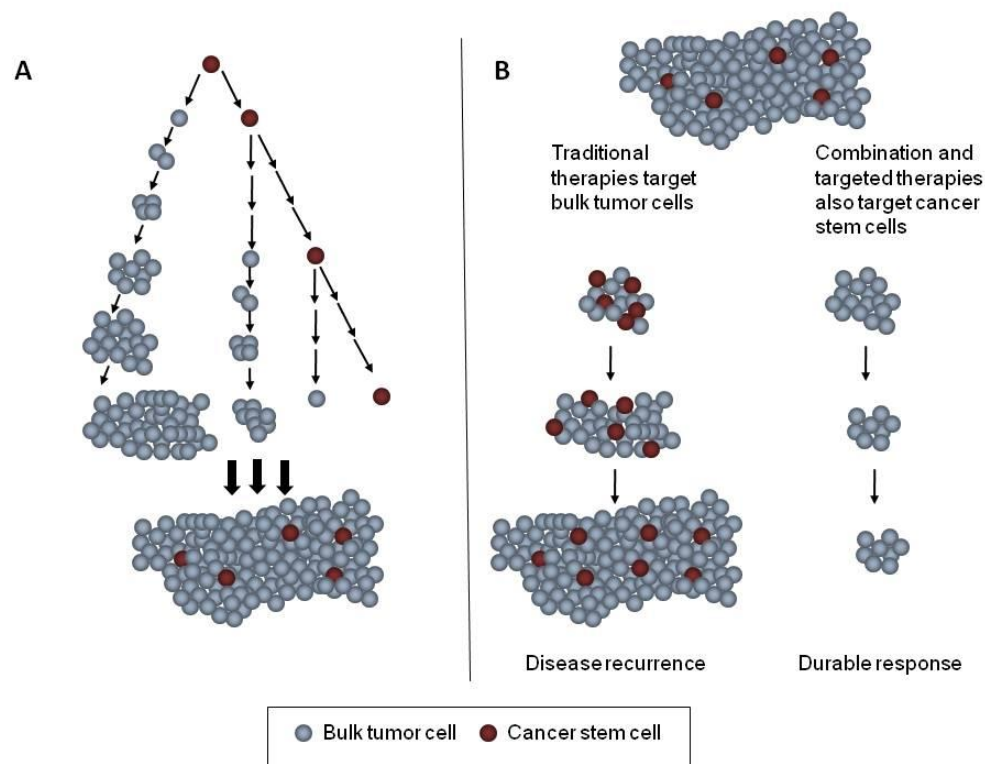 A
B
Traditional
therapies target
bulk tumor cells
Combination and
targeted therapies
also target cancer
stem cells
Disease recurrence
Durable response
Bulk tumor cell
Cancer stem cell